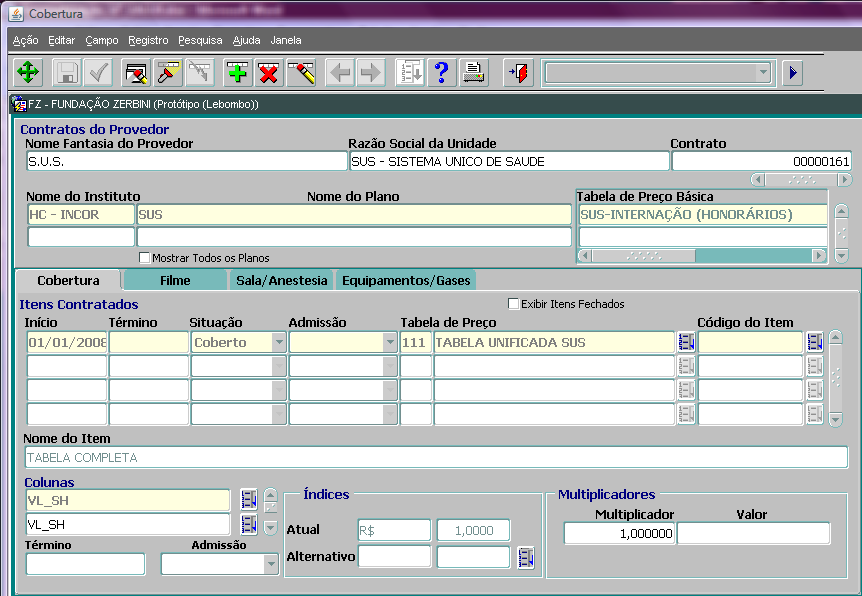 Cobertura
Ação Editar Campo Registro Pesquisa Ajuda Janela
FZ - FUNDAÇÃO ZERBINI (Protótipo (Lebombo))
Contratos do Provedor
Nome Fantasia do Provedor Razão Social da Unidade Contrato
S.U.S. SUS - SISTEMA UNICO DE SAUDE 00000161
Nome do Instituto Nome do Plano Tabela de Preço Básica
HC - INCOR SUS SUS-INTERNAÇÃO (HONORÁRIOS)
Mostrar Todos os Planos
Cobertura Filme Sala/Anestesia Equipamentos/Gases
Itens Contratados Exibir Itens Fechados
Início Término Situação Admissão Tabela de Preço Código do Item
01/01/2008 Coberto 111 TABELA UNIFICADA SUS
Nome do Item
TABELA COMPLETA
Colunas Índices Multiplicadores
VL_SH Multiplicador Valor
VL_SH Atual R$ 1,0000 1,000000
Término Admissão Alternativo